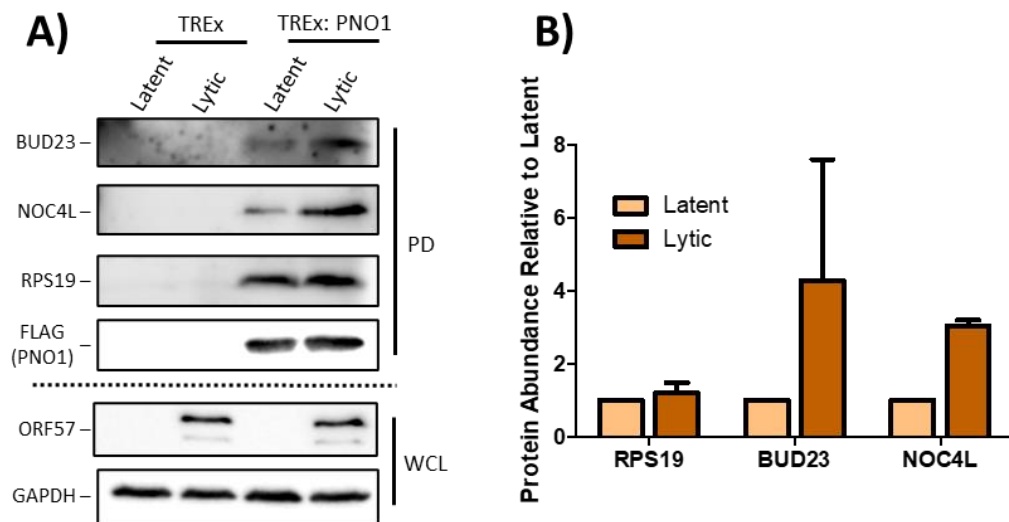 A)
TREx
TREx: PNO1
Latent
Lytic
Latent
Lytic
BUD23
NOC4L
RPS19
FLAG
(PNO1)
PD
ORF57
GAPDH
WCL
B)
Protein Abundance Relative to Latent
8
6
4
2
0
Latent
Lytic
RPS19
BUD23
NOC4L